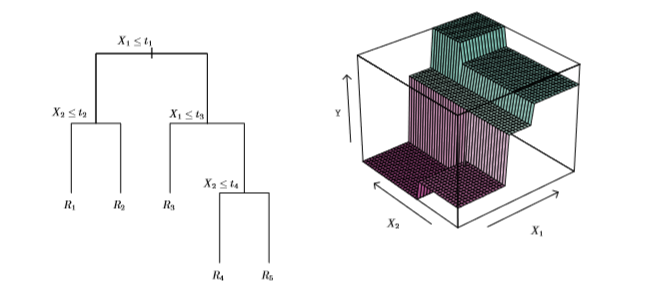 X₁ ≤ t₁
X₂ ≤ t₂
X₁ ≤ t₃
X₂ ≤ t₄
R₁
R₂
R₃
R₄
R₅
Y
X₂
X₁